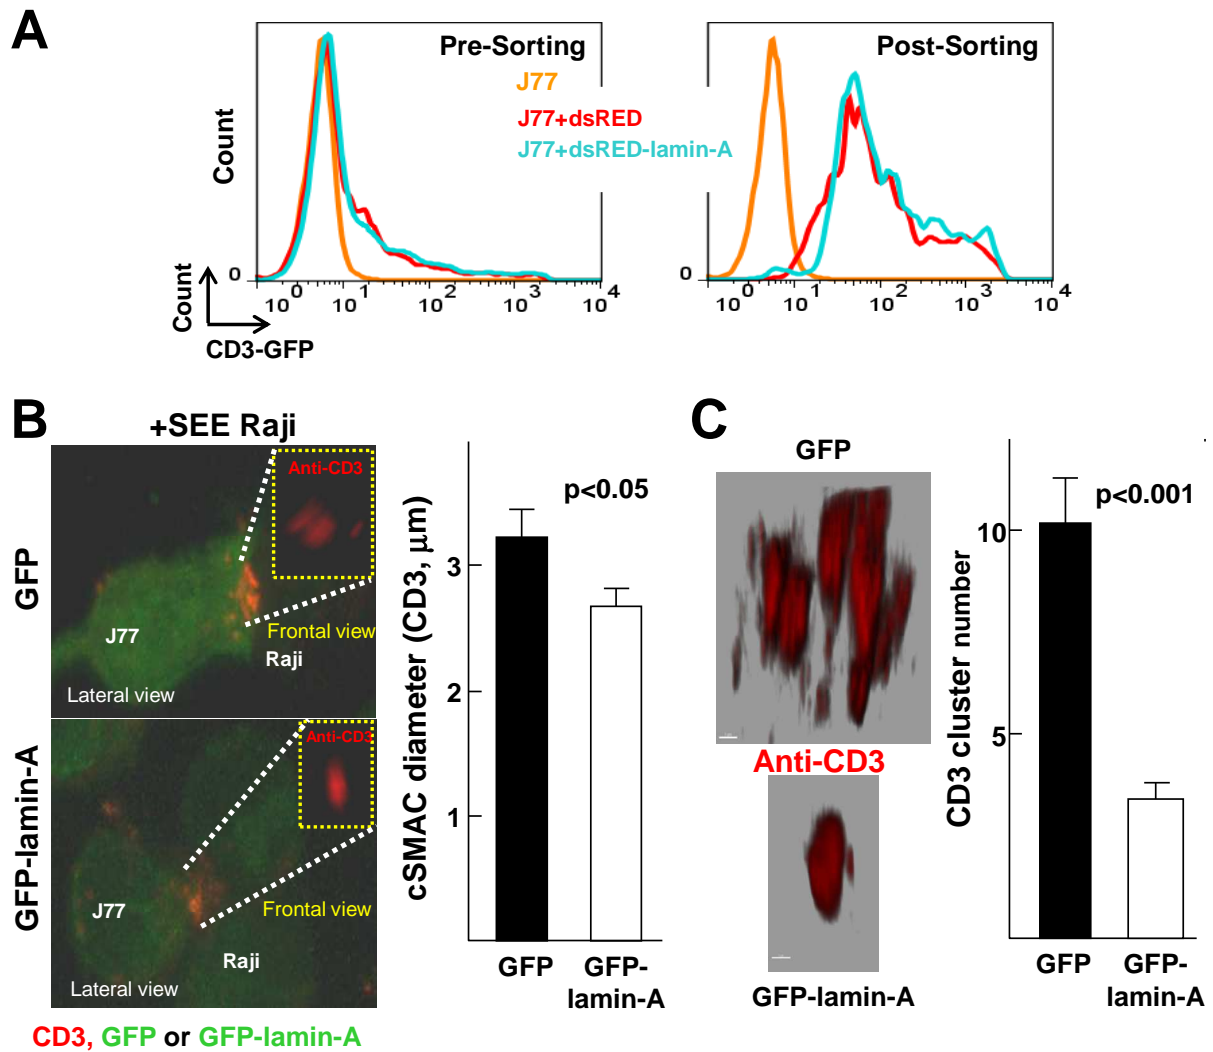 A
Pre-Sorting
J77
J77+dsRED
J77+dsRED-lamin-A
Post-Sorting
Count
0
10^0 10^1 10^2 10^3 10^4
0
10^0 10^1 10^2 10^3 10^4
Count
CD3-GFP
B
+SEE Raji
GFP
Anti-CD3
J77
Frontal view
Raji
Lateral view
GFP-lamin-A
Anti-CD3
J77
Frontal view
Raji
Lateral view
CD3, GFP or GFP-lamin-A
cSMAC diameter (CD3, μm)
p<0.05
3
2
1
GFP
GFP-
lamin-A
C
GFP
Anti-CD3
GFP-lamin-A
CD3 cluster number
p<0.001
10
5
GFP
GFP-
lamin-A